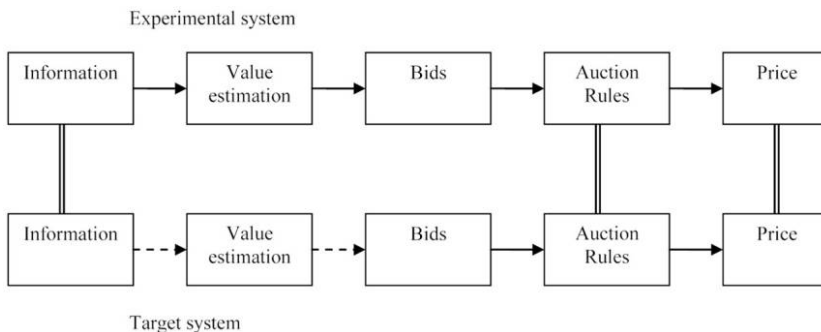 Experimental system
Information
Value
estimation
Bids
Auction
Rules
Price
Information
Value
estimation
Bids
Auction
Rules
Price
Target system